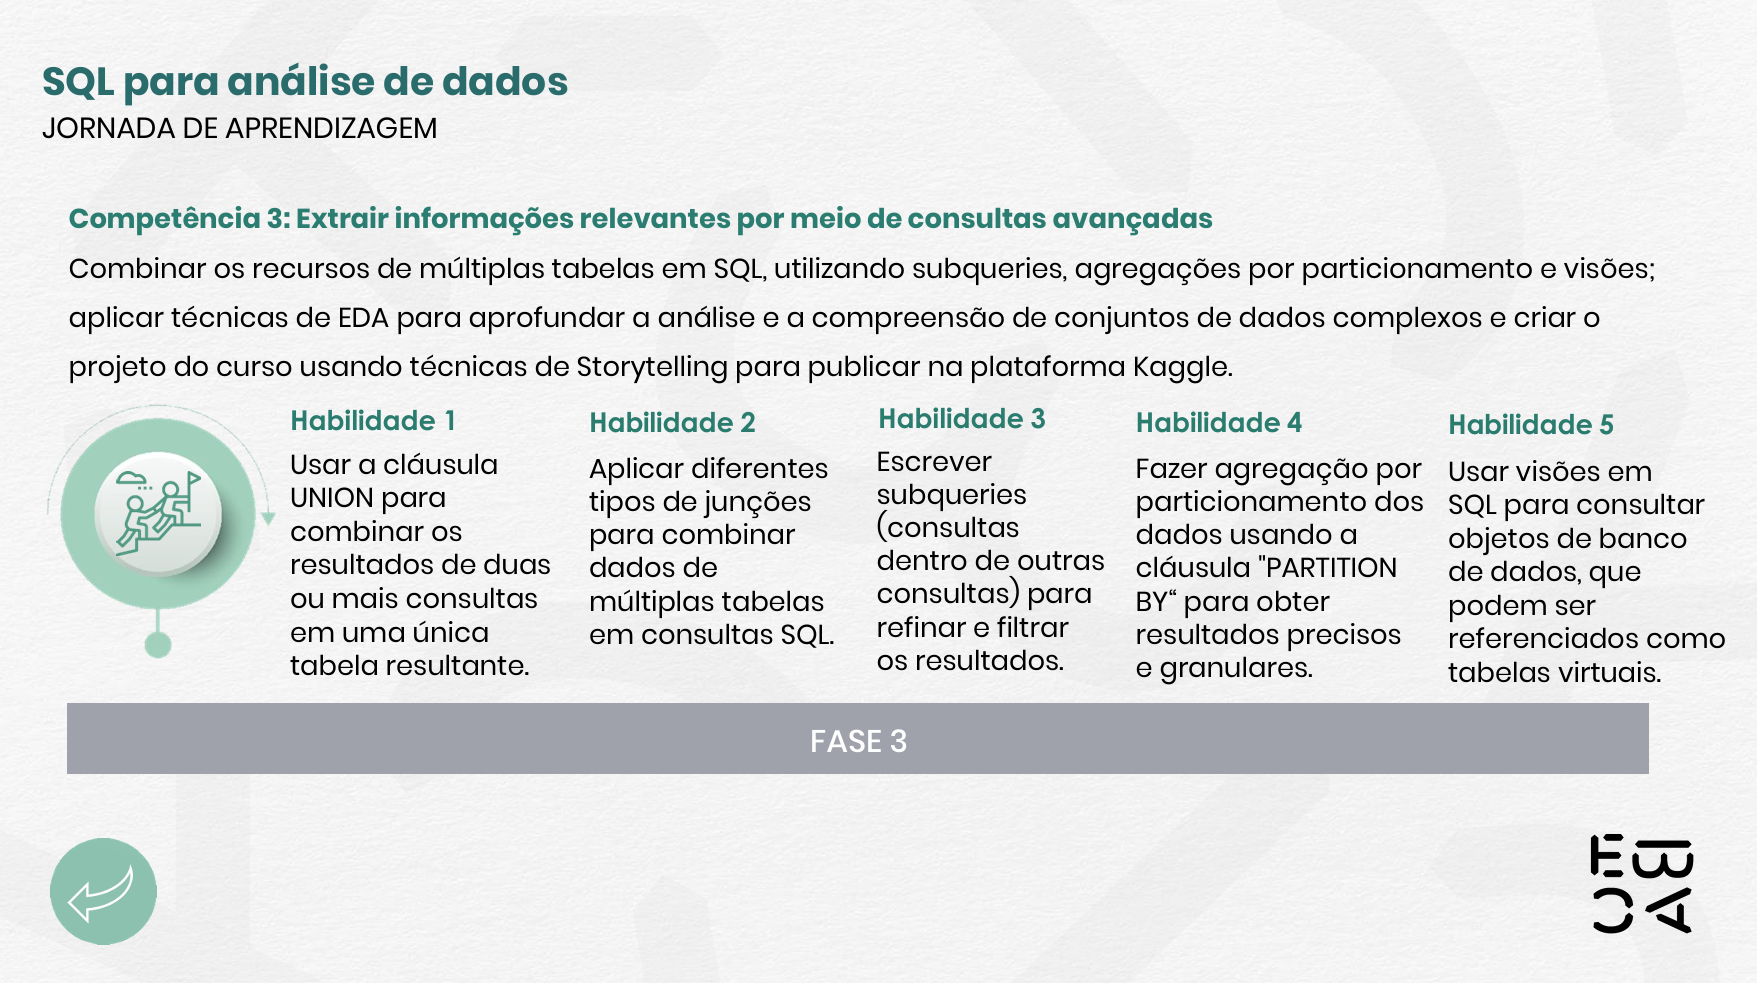 SQL para análise de dados
JORNADA DE APRENDIZAGEM
Competência 3: Extrair informações relevantes por meio de consultas avançadas
Combinar os recursos de múltiplas tabelas em SQL, utilizando subqueries, agregações por particionamento e visões;
aplicar técnicas de EDA para aprofundar a análise e a compreensão de conjuntos de dados complexos e criar o
projeto do curso usando técnicas de Storytelling para publicar na plataforma Kaggle.
Habilidade 1
Usar a cláusula
UNION para
combinar os
resultados de duas
ou mais consultas
em uma única
tabela resultante.
Habilidade 2
Aplicar diferentes
tipos de junções
para combinar
dados de
múltiplas tabelas
em consultas SQL.
Habilidade 3
Escrever
subqueries
(consultas
dentro de outras
consultas) para
refinar e filtrar
os resultados.
Habilidade 4
Fazer agregação por
particionamento dos
dados usando a
cláusula "PARTITION
BY“ para obter
resultados precisos
e granulares.
Habilidade 5
Usar visões em
SQL para consultar
objetos de banco
de dados, que
podem ser
referenciados como
tabelas virtuais.
FASE 3
EBAC